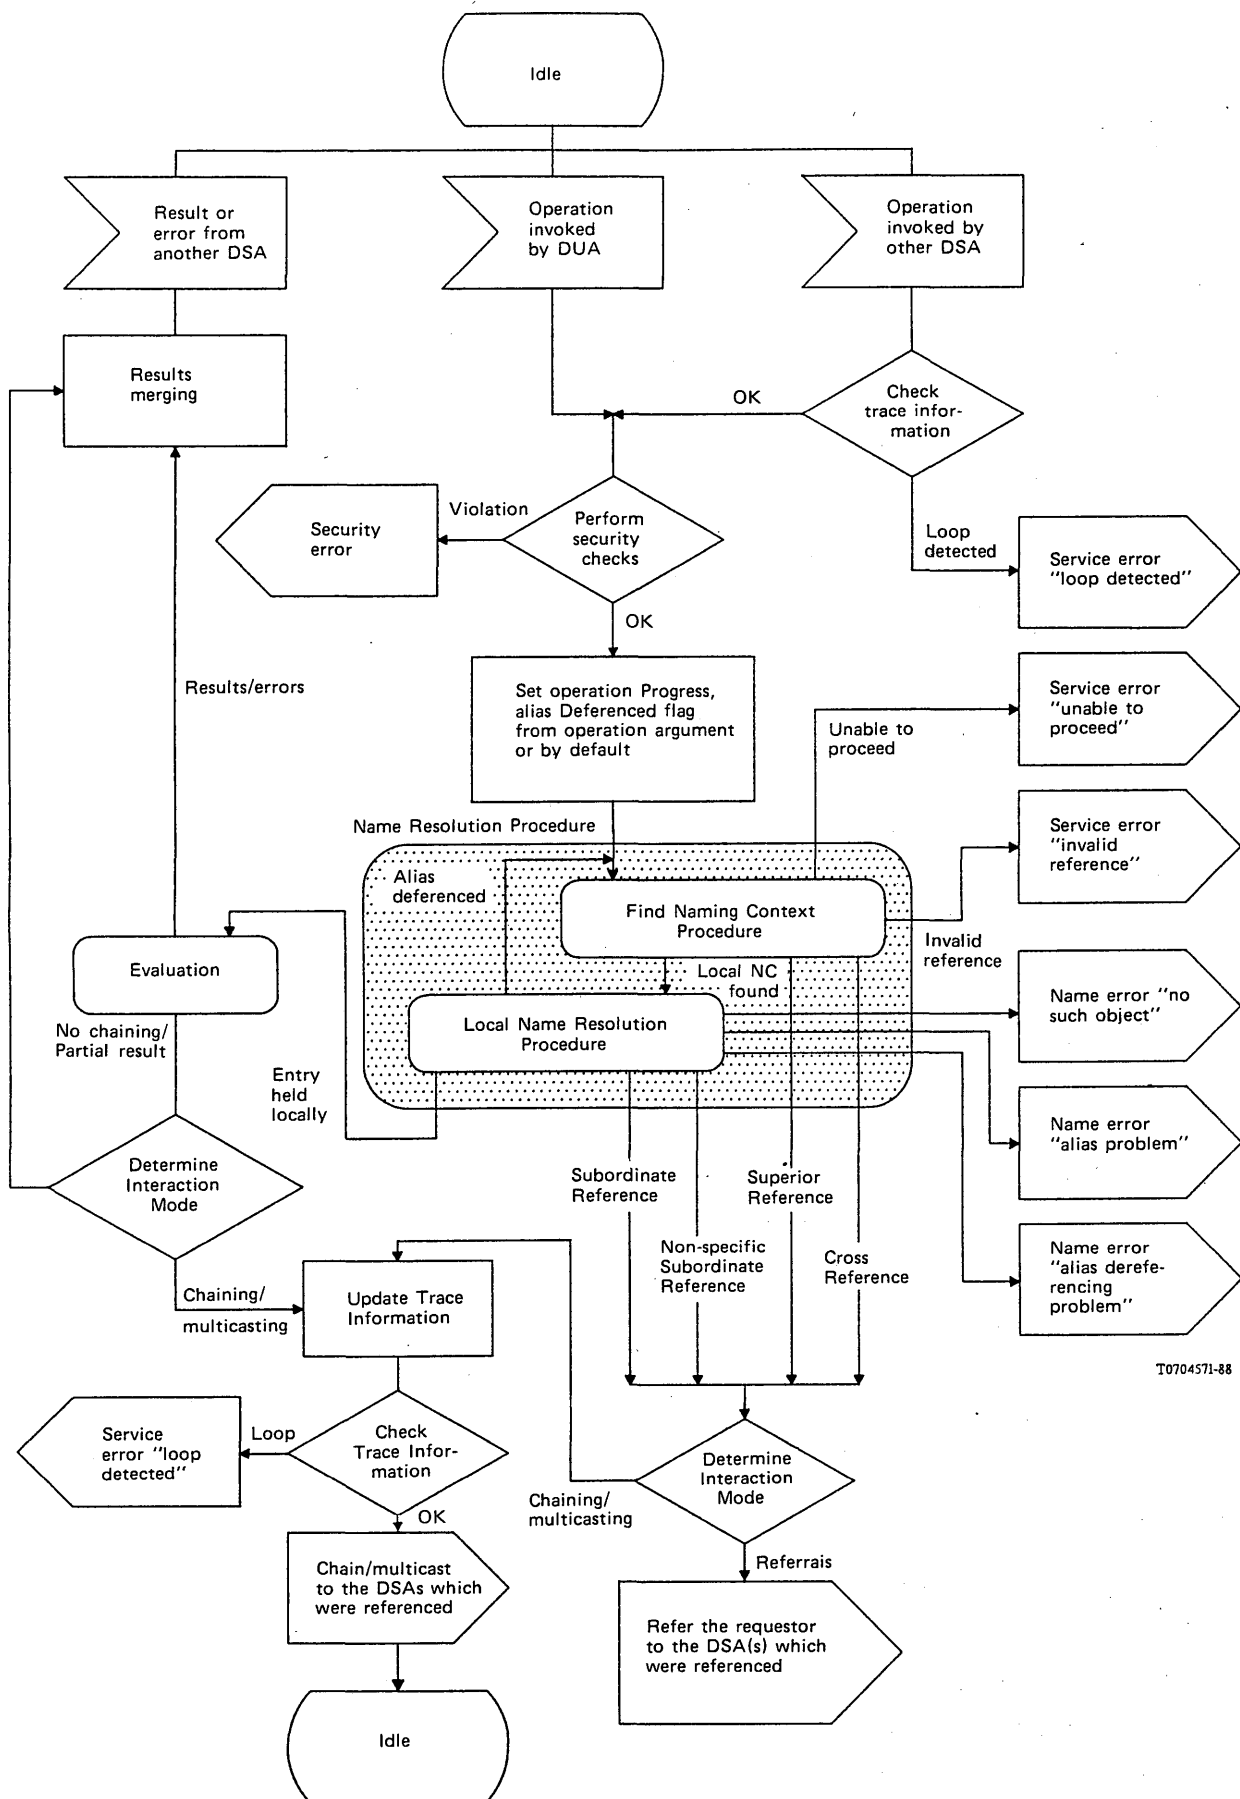 Idle
Result or
error from
another DSA
Operation
invoked
by DUA
Operation
invoked by
other DSA
Results
merging
OK
Check
trace infor-
mation
Violation
Security
error
Perform
security
checks
Loop
detected
Service error
"loop detected"
OK
Results/errors
Set operation Progress,
alias Deferenced flag
from operation argument
or by default
Unable to
proceed
Service error
"unable to
proceed"
Name Resolution Procedure
Service error
"invalid
reference"
Alias
deferenced
Find Naming Context
Procedure
Invalid
reference
Evaluation
Local NC
found
Name error "no
such object"
Local Name Resolution
Procedure
No chaining/
Partial result
Entry
held
locally
Name error
"alias problem"
Determine
Interaction
Mode
Subordinate
Reference
Superior
Reference
Non-specific
Subordinate
Reference
Cross
Reference
Name error
"alias derefe-
rencing
problem"
Chaining/
multicasting
Update Trace
Information
T0704571-88
Service
error "loop
detected"
Loop
Check
Trace Infor-
mation
Determine
Interaction
Mode
Chaining/
multicasting
OK
Referrais
Chain/multicast
to the DSAs which
were referenced
Refer the requestor
to the DSA(s) which
were referenced
Idle